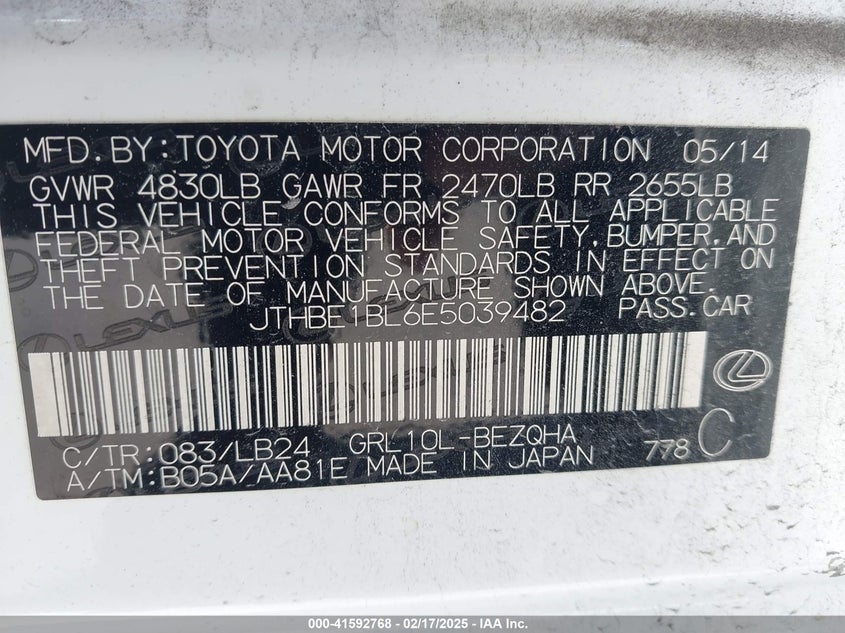 MFD.BY:TOYOTA MOTOR CORPORATION 05/14
GVWR 4830LB GAWR FR 2470LB RR 2655LB
THIS VEHICLE CONFORMS TO ALL APPLICABLE
FEDERAL MOTOR VEHICLE SAFETY,BUMPER,AND
THEFT PREVENTION STANDARDS IN EFFECT ON
THE DATE OF MANUFACTURE SHOWN ABOVE.
JTHBE1BL6E5039482 PASS.CAR
C/TR:083/LB24 GRL10L-BEZQHA
A/TM:B05A/AA81E MADE IN JAPAN 778 C
LEXUS
LEXUS
000-41592768 - 02/17/2025 - IAA Inc.